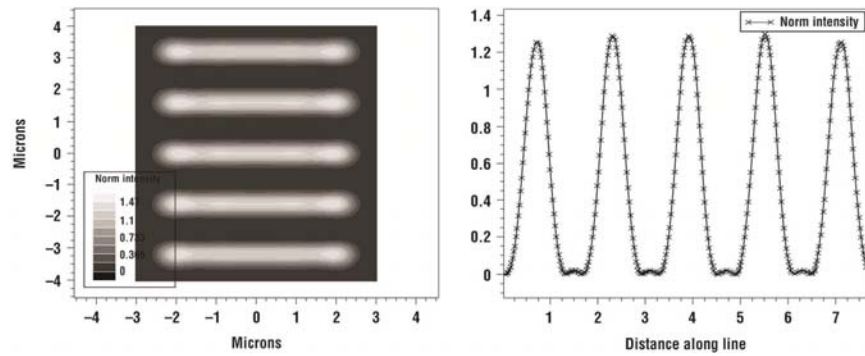 4
3
2
1
0
–1
–2
–3
–4
Microns
Norm intensity
1.1
0
–4 –3 –2 –1 0 1 2 3 4
Microns
1.4
1.2
1
0.8
0.6
0.4
0.2
0
Norm intensity
1 2 3 4 5 6 7
Distance along line